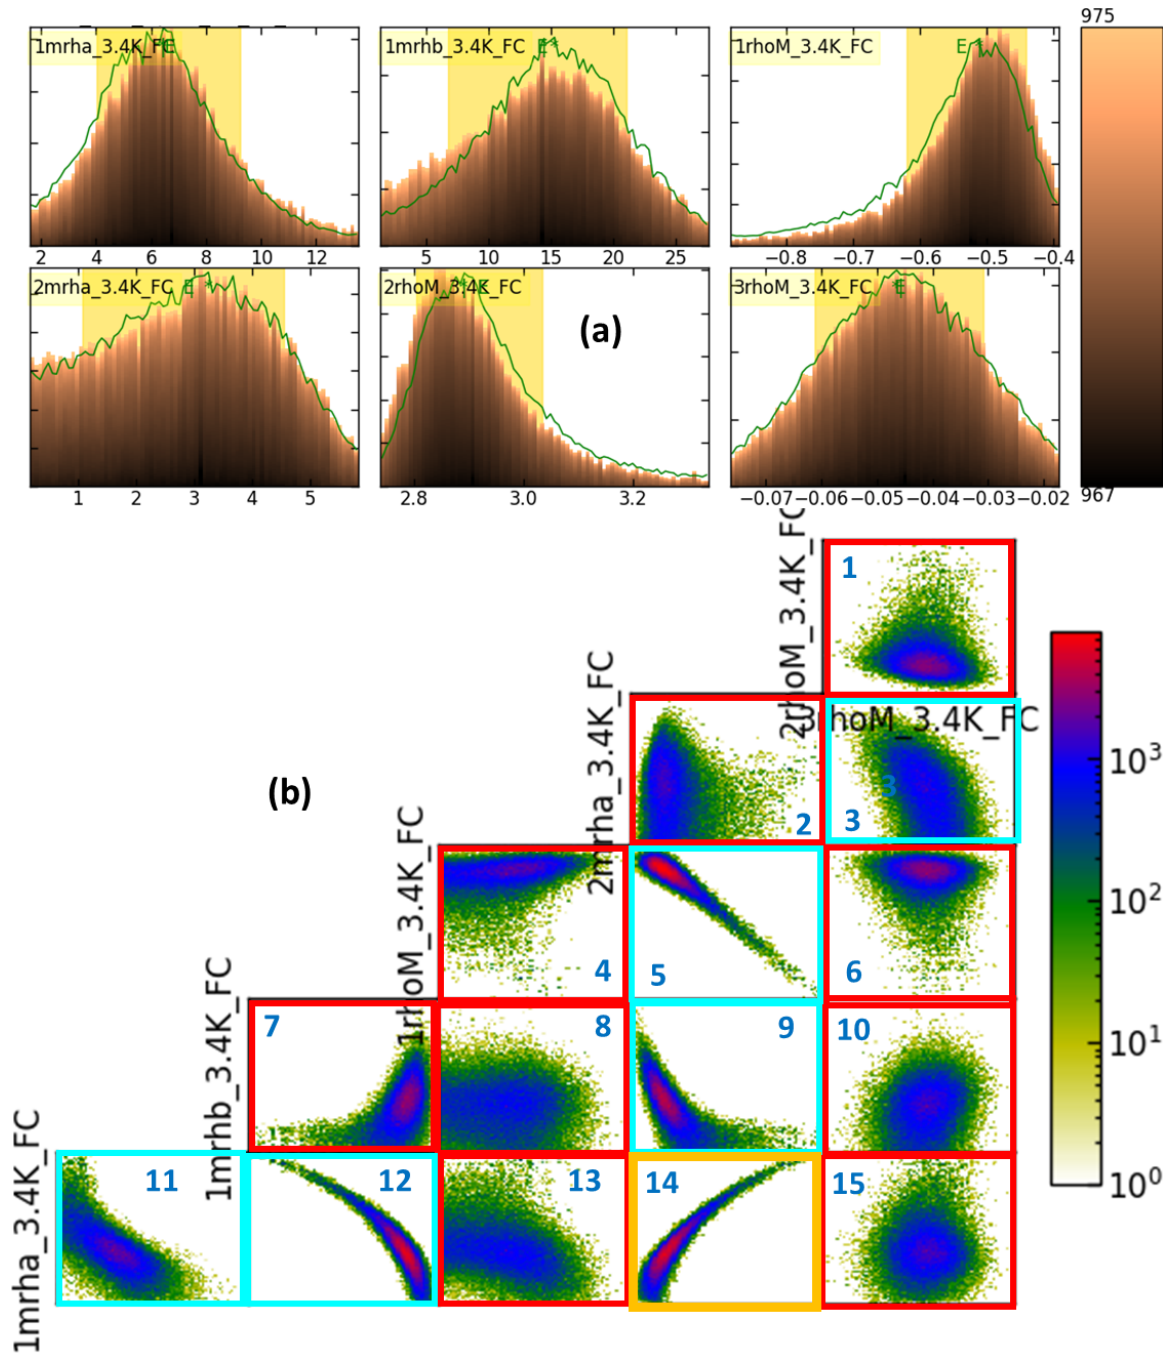 975
1mrha_3.4K_FC
1mrhb_3.4K_FC E*
1rhoM_3.4K_FC E *
2 4 6 8 10 12
5 10 15 20 25
−0.8 −0.7 −0.6 −0.5 −0.4
2mrha_3.4K_FC E *
2rhoM_3.4K_FC
3rhoM_3.4K_FC *E
(a)
1 2 3 4 5
2.8 3.0 3.2
−0.07 −0.06 −0.05 −0.04 −0.03 −0.02
967
1
2rhoM_3.4K_FC
3rhoM_3.4K_FC
2mrha_3.4K_FC
(b)
2
3
3
10³
1rhoM_3.4K_FC
4
5
6
10²
1mrhb_3.4K_FC
7
8
9
10
10¹
1mrha_3.4K_FC
11
12
13
14
15
10⁰